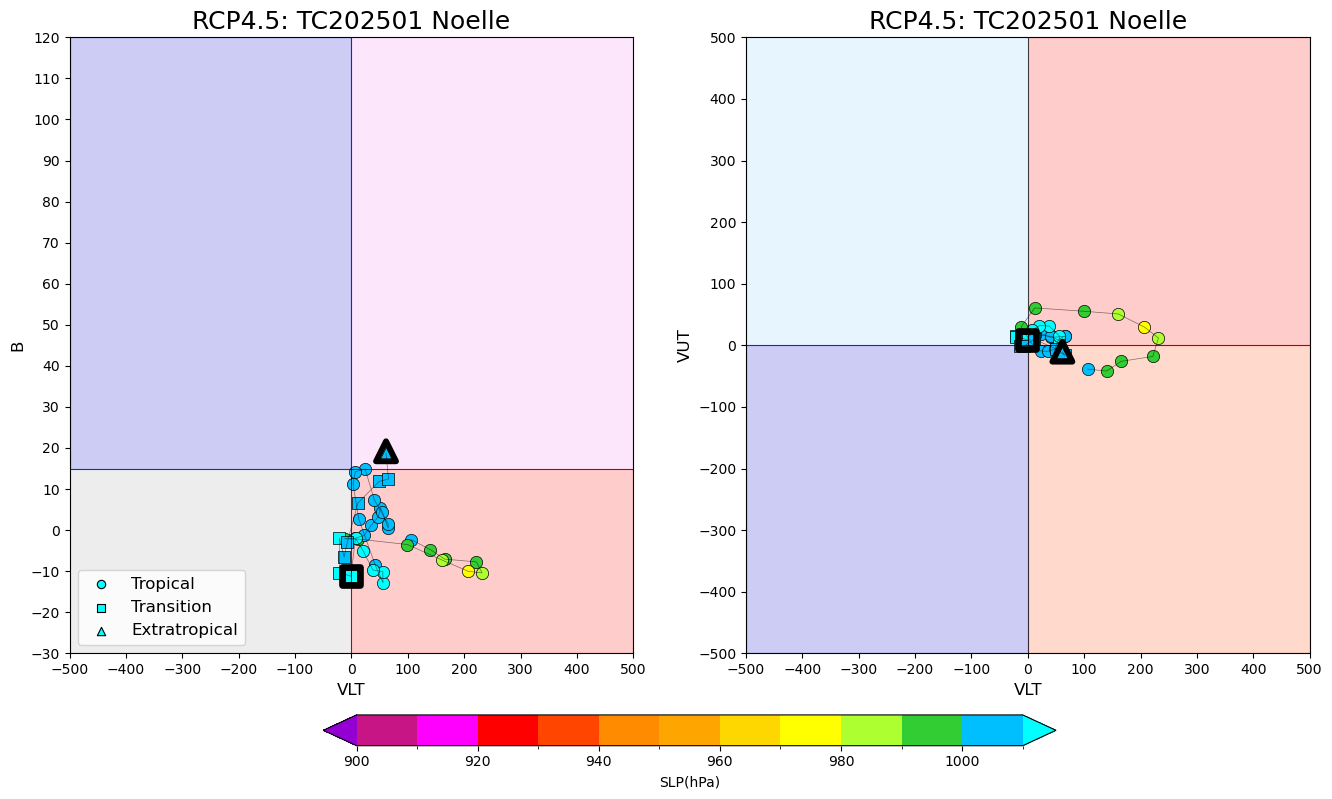 RCP4.5: TC202501 Noelle
120
110
100
90
80
70
60
50
40
30
20
10
0
−10
−20
−30
B
Tropical
Transition
Extratropical
−500 −400 −300 −200 −100 0 100 200 300 400 500
VLT
RCP4.5: TC202501 Noelle
500
400
300
200
100
0
−100
−200
−300
−400
−500
VUT
−500 −400 −300 −200 −100 0 100 200 300 400 500
VLT
900 920 940 960 980 1000
SLP(hPa)